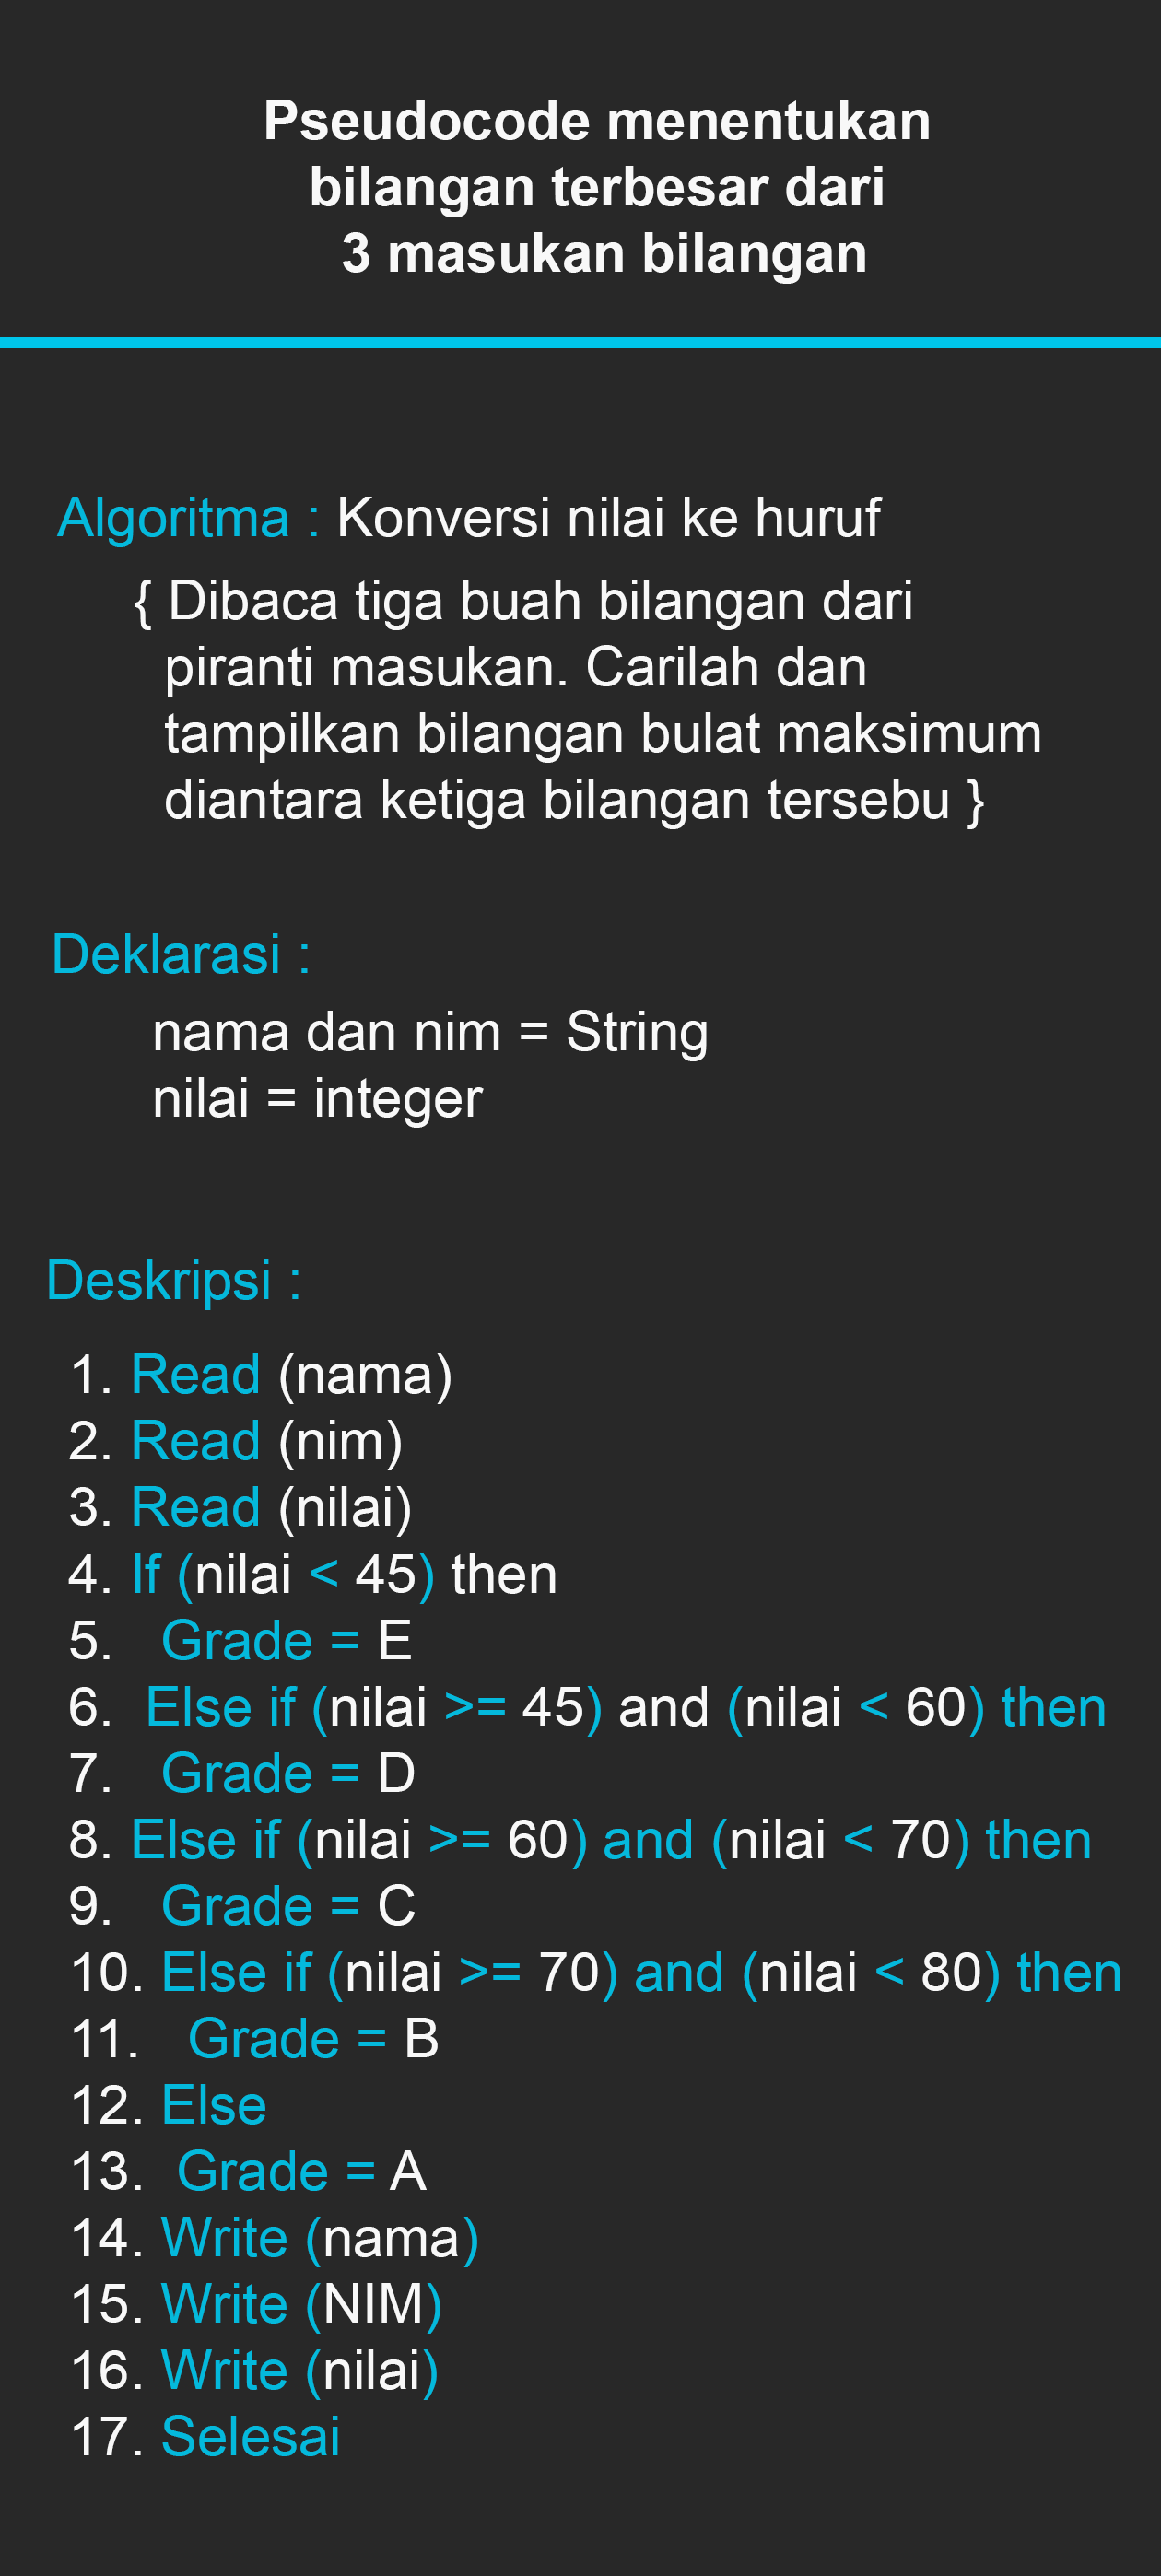 Pseudocode menentukan
bilangan terbesar dari
3 masukan bilangan
Algoritma : Konversi nilai ke huruf
{ Dibaca tiga buah bilangan dari
piranti masukan. Carilah dan
tampilkan bilangan bulat maksimum
diantara ketiga bilangan tersebu }
Deklarasi :
nama dan nim = String
nilai = integer
Deskripsi :
1. Read (nama)
2. Read (nim)
3. Read (nilai)
4. If (nilai < 45) then
5. Grade = E
6. Else if (nilai >= 45) and (nilai < 60) then
7. Grade = D
8. Else if (nilai >= 60) and (nilai < 70) then
9. Grade = C
10. Else if (nilai >= 70) and (nilai < 80) then
11. Grade = B
12. Else
13. Grade = A
14. Write (nama)
15. Write (NIM)
16. Write (nilai)
17. Selesai